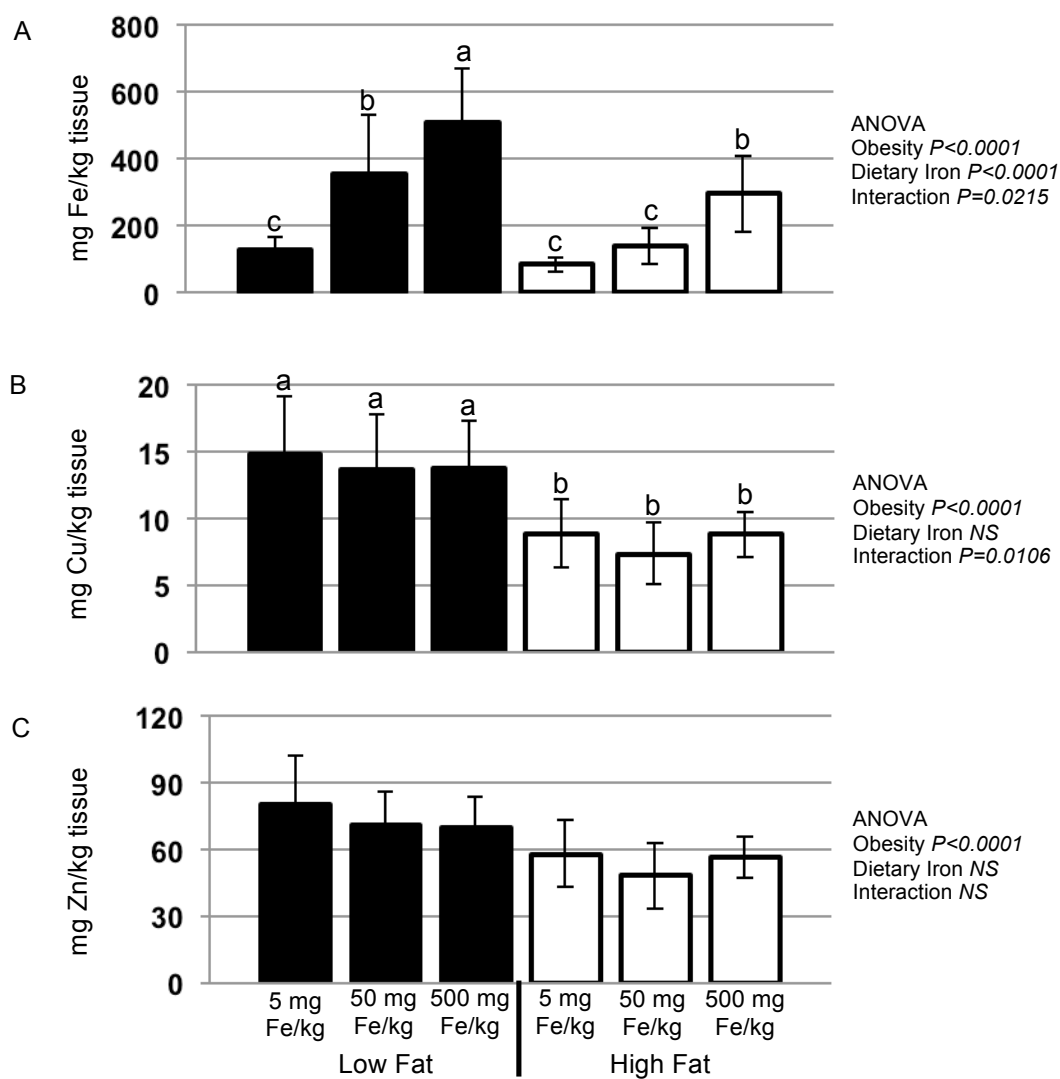 A
mg Fe/kg tissue
800
600
400
200
0
c
b
a
c
c
b
ANOVA
Obesity P<0.0001
Dietary Iron P<0.0001
Interaction P=0.0215
B
mg Cu/kg tissue
20
15
10
5
0
a
a
a
b
b
b
ANOVA
Obesity P<0.0001
Dietary Iron NS
Interaction P=0.0106
C
mg Zn/kg tissue
120
90
60
30
0
ANOVA
Obesity P<0.0001
Dietary Iron NS
Interaction NS
5 mg
Fe/kg
50 mg
Fe/kg
500 mg
Fe/kg
5 mg
Fe/kg
50 mg
Fe/kg
500 mg
Fe/kg
Low Fat
High Fat